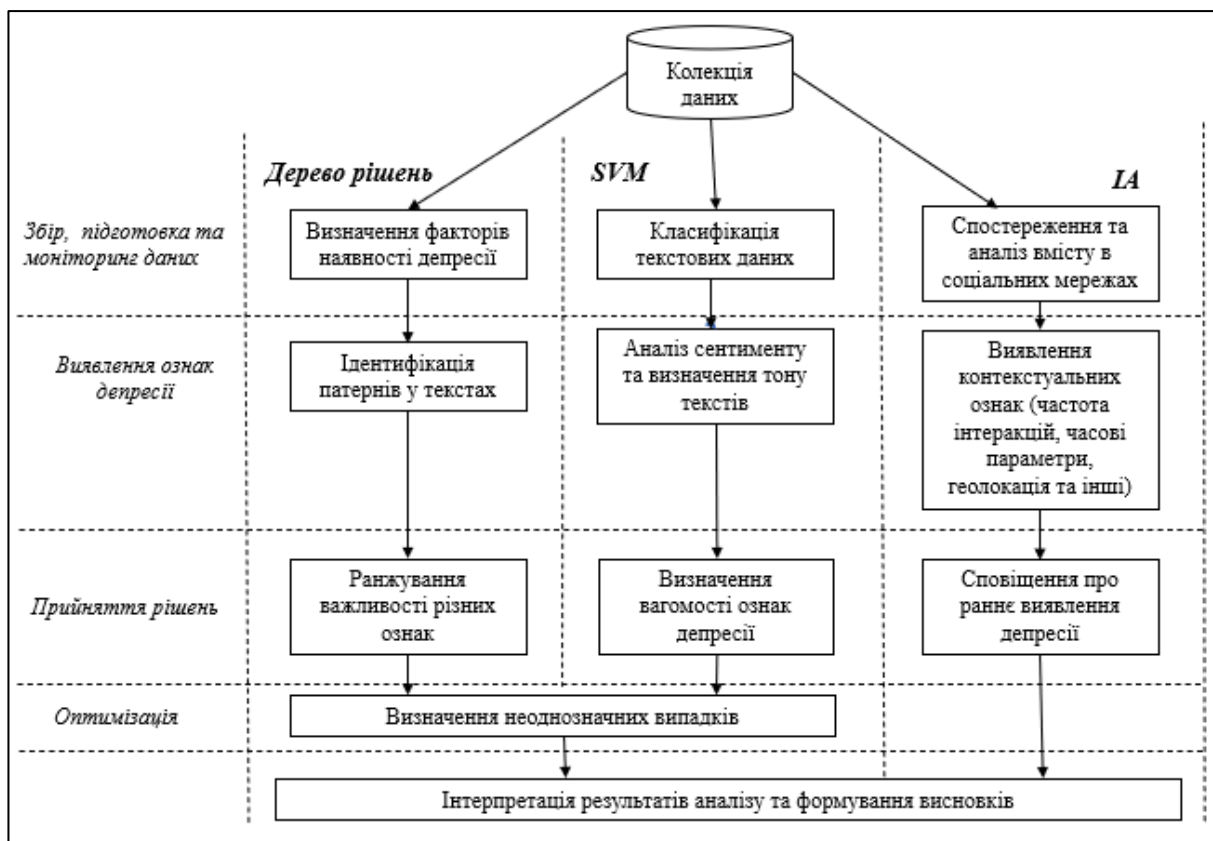 Колекція
даних
Дерево рішень
SVM
ІА
Збір, підготовка та
моніторинг даних
Визначення факторів
наявності депресії
Класифікація
текстових даних
Спостереження та
аналіз вмісту в
соціальних мережах
Виявлення ознак
депресії
Ідентифікація
патернів у текстах
Аналіз сентименту
та визначення тону
текстів
Виявлення
контекстуальних
ознак (частота
інтеракцій, часові
параметри,
геолокація та інші)
Прийняття рішень
Ранжування
важливості різних
ознак
Визначення
вагомості ознак
депресії
Сповіщення про
раннє виявлення
депресії
Оптимізація
Визначення неоднозначних випадків
Інтерпретація результатів аналізу та формування висновків